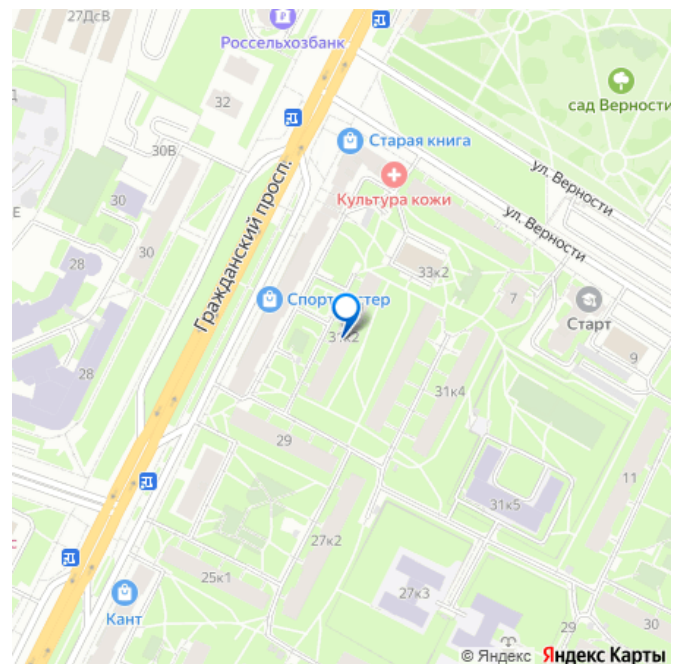 27ДсВ
Россельхозбанк
32
сад Верности
30В
Старая книга
ул. Верности
Культура кожи
30
Гражданский просп.
ул. Верности
Е
30
28
33к2
7
Старт
31к2
9
28
31к4
29
11
31к5
27к2
25к1
27к3
Кант
29
30
© Яндекс Яндекс Карты